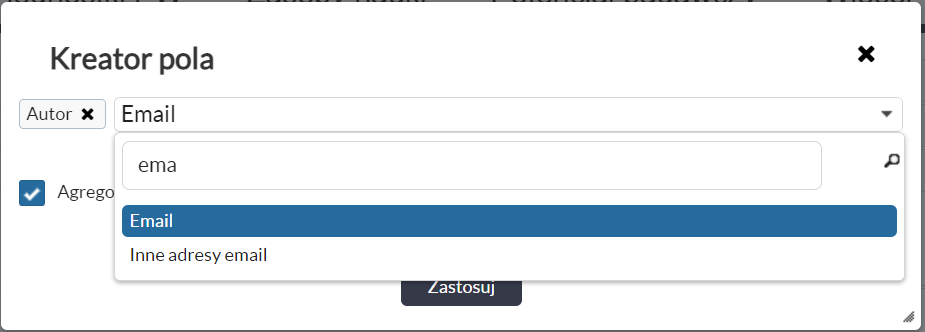 Kreator pola
Autor
Email
ema
Agrego
Email
Inne adresy email
Zastosuj